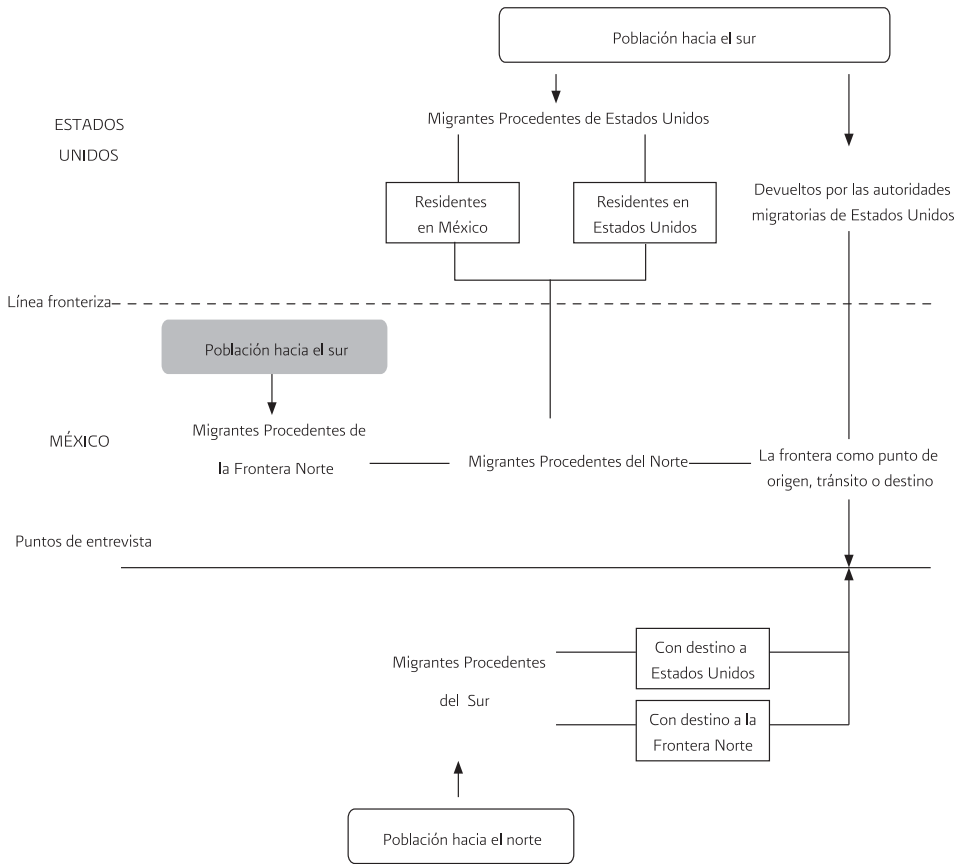 Población hacia el sur
ESTADOS
UNIDOS
Migrantes Procedentes de Estados Unidos
Residentes
en México
Residentes en
Estados Unidos
Devueltos por las autoridades
migratorias de Estados Unidos
Línea fronteriza
Población hacia el sur
MÉXICO
Migrantes Procedentes de
la Frontera Norte
Migrantes Procedentes del Norte
La frontera como punto de
origen, tránsito o destino
Puntos de entrevista
Migrantes Procedentes
del Sur
Con destino a
Estados Unidos
Con destino a la
Frontera Norte
Población hacia el norte